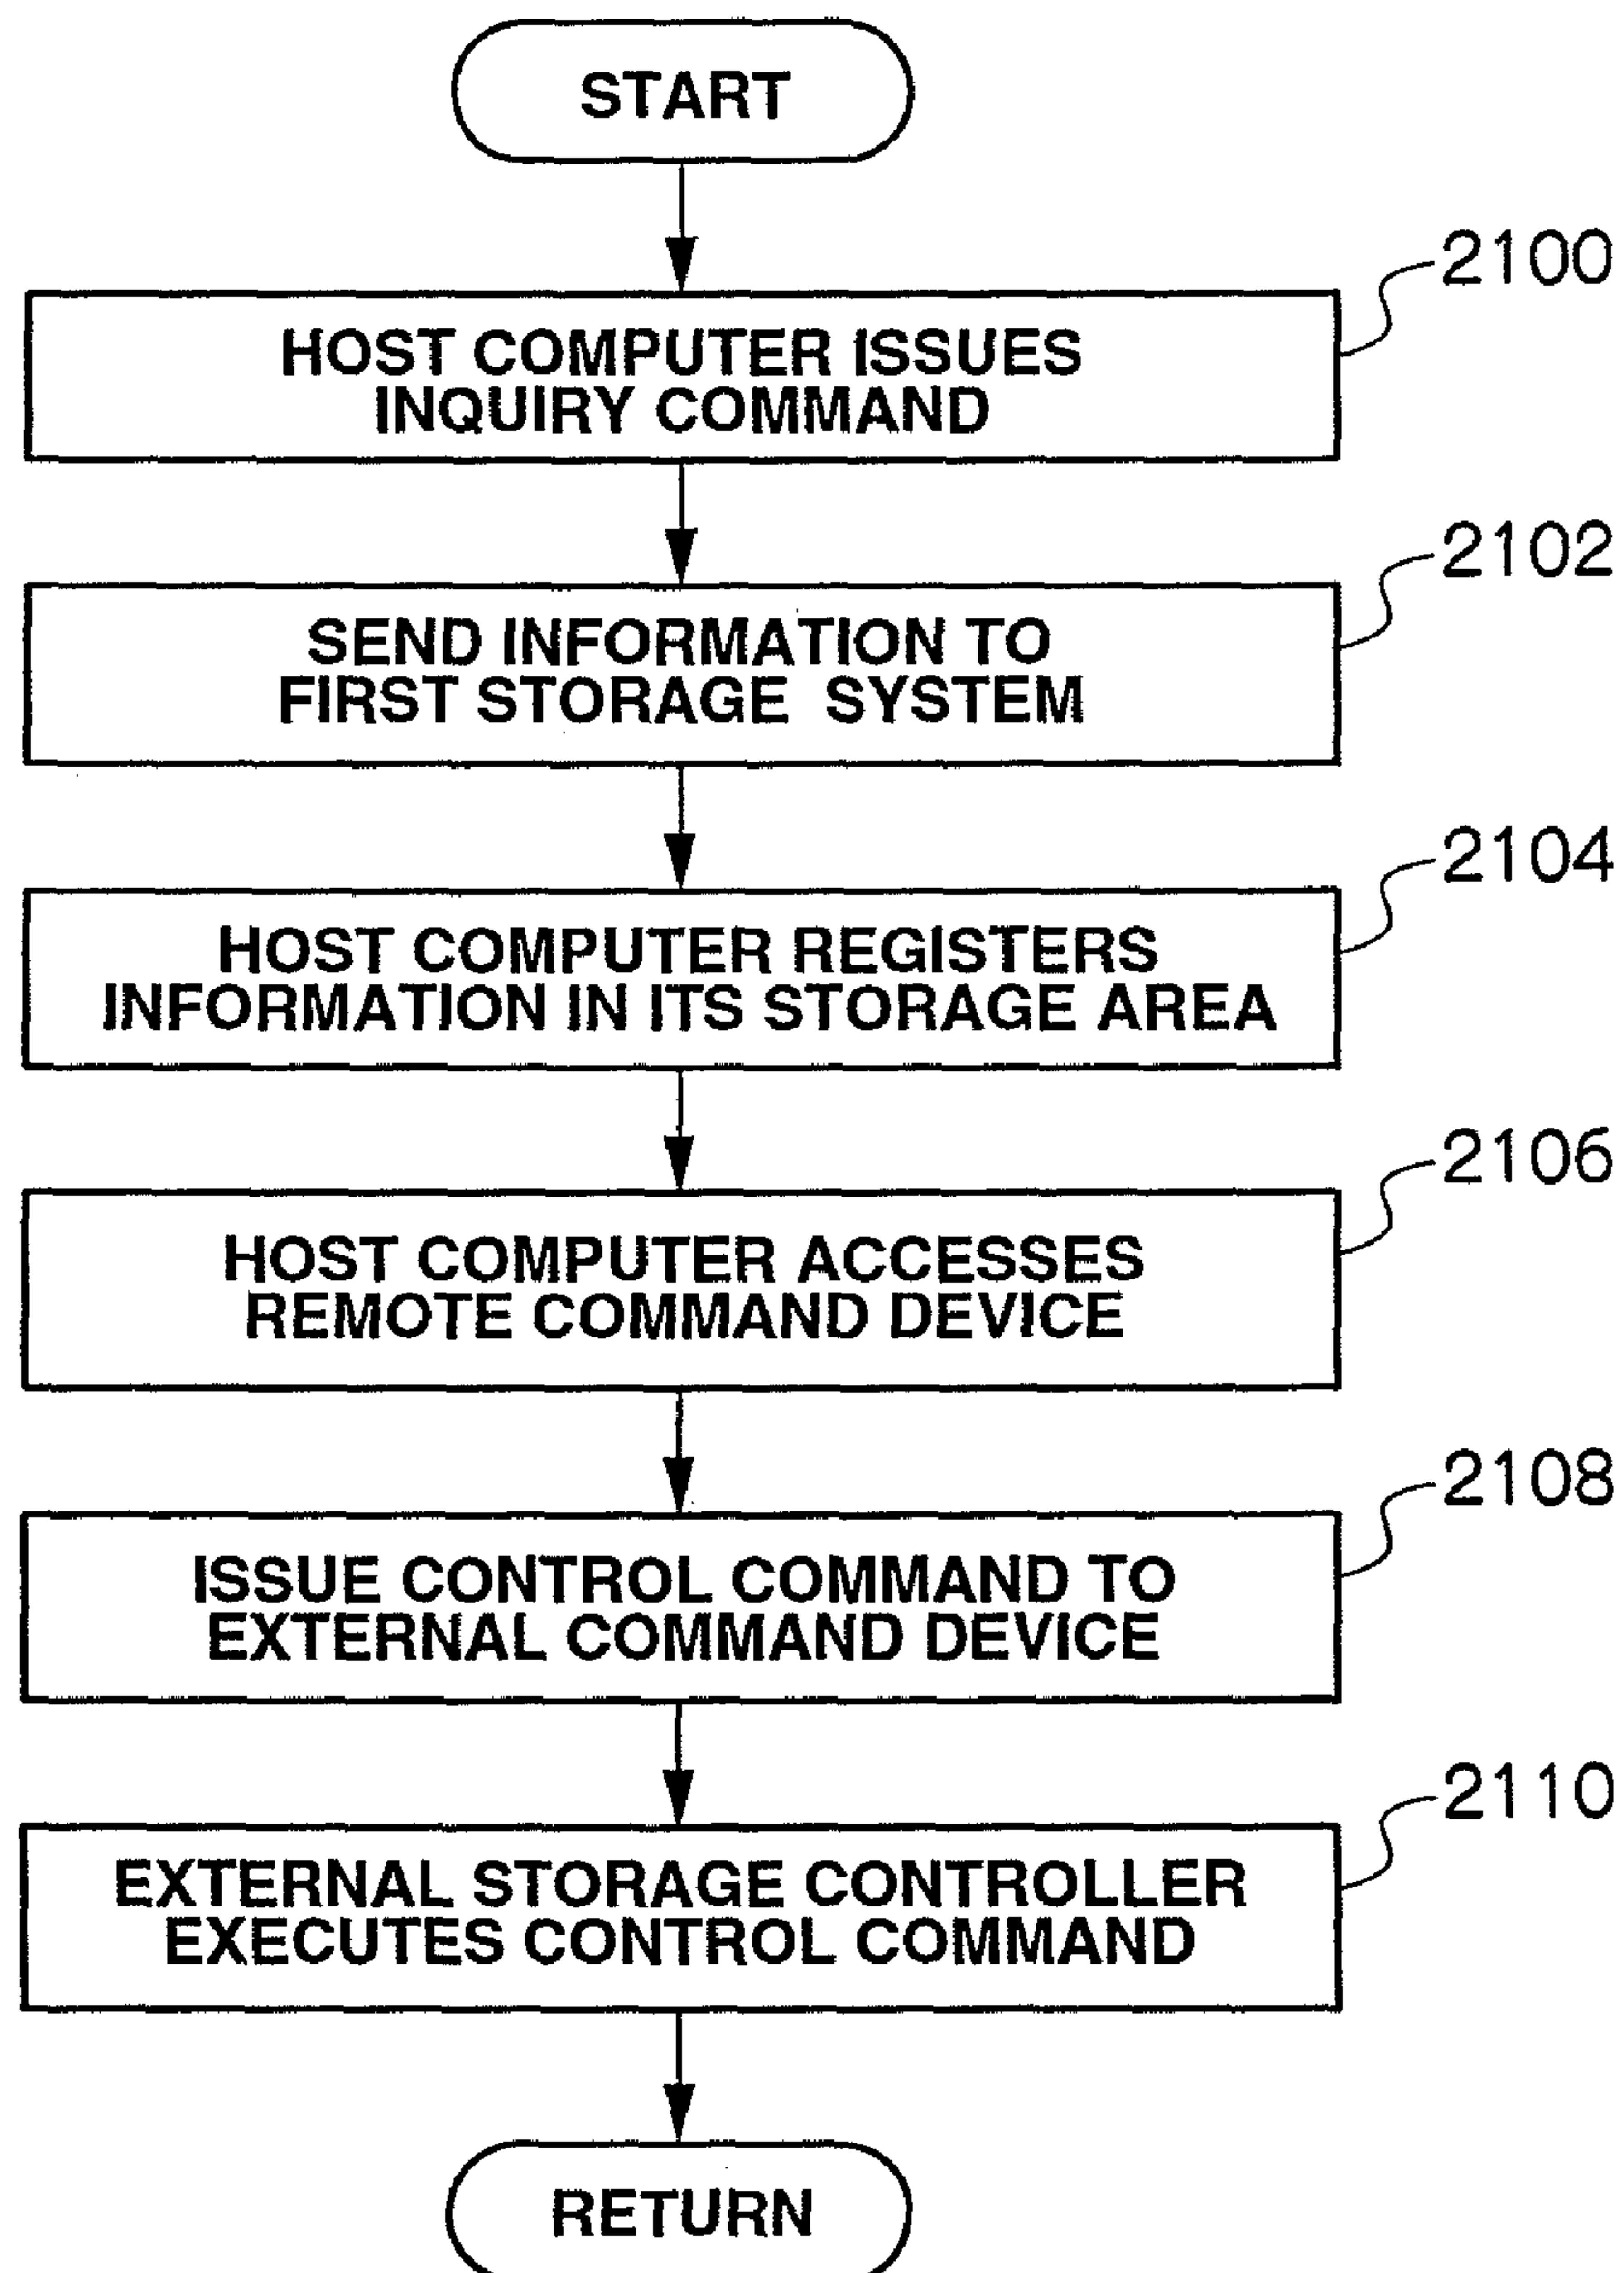 START
2100
HOST COMPUTER ISSUES
INQUIRY COMMAND
2102
SEND INFORMATION TO
FIRST STORAGE SYSTEM
2104
HOST COMPUTER REGISTERS
INFORMATION IN ITS STORAGE AREA
2106
HOST COMPUTER ACCESSES
REMOTE COMMAND DEVICE
2108
ISSUE CONTROL COMMAND TO
EXTERNAL COMMAND DEVICE
2110
EXTERNAL STORAGE CONTROLLER
EXECUTES CONTROL COMMAND
RETURN